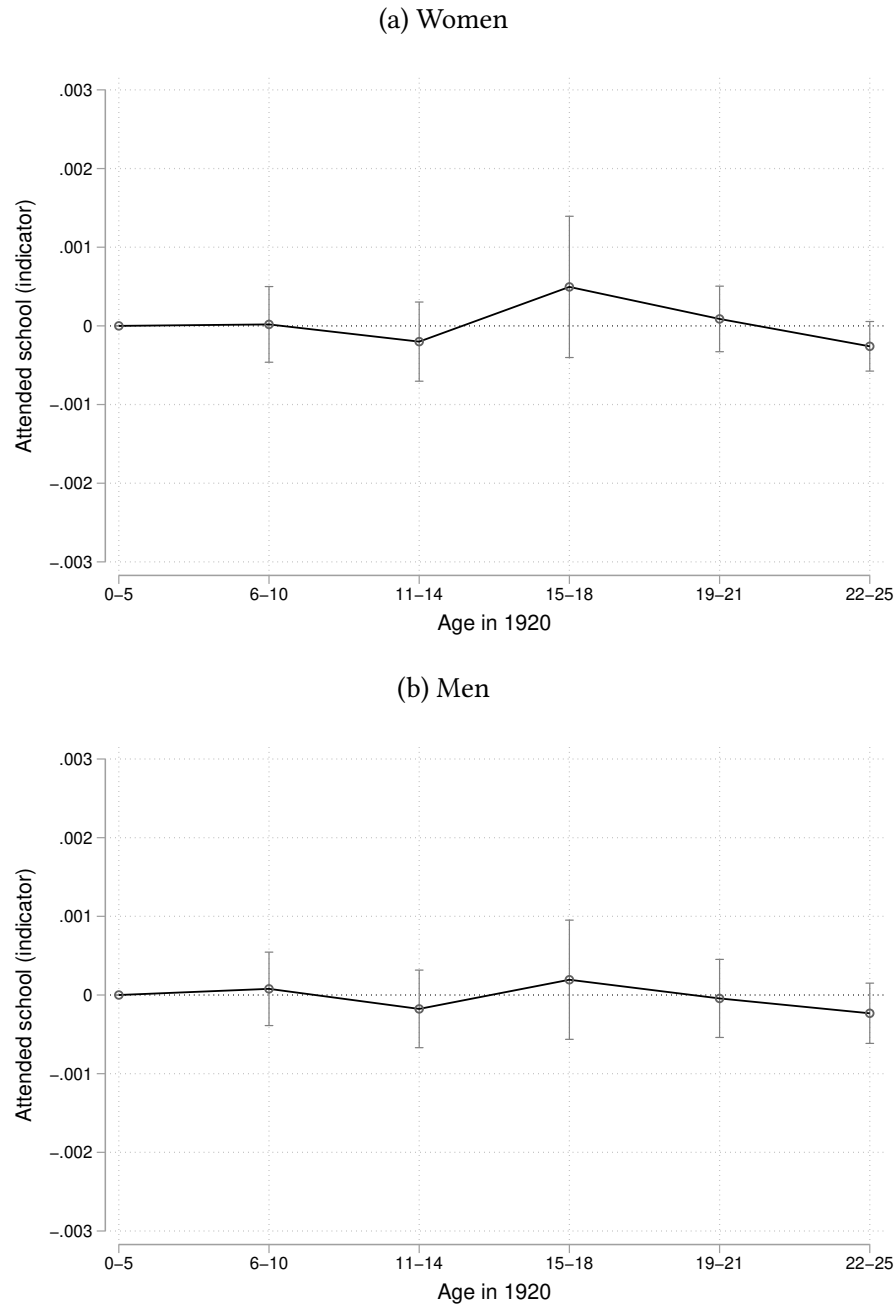 (a) Women
.003
.002
.001
0
−.001
−.002
−.003
Attended school (indicator)
0−5 6−10 11−14 15−18 19−21 22−25
Age in 1920
(b) Men
.003
.002
.001
0
−.001
−.002
−.003
Attended school (indicator)
0−5 6−10 11−14 15−18 19−21 22−25
Age in 1920